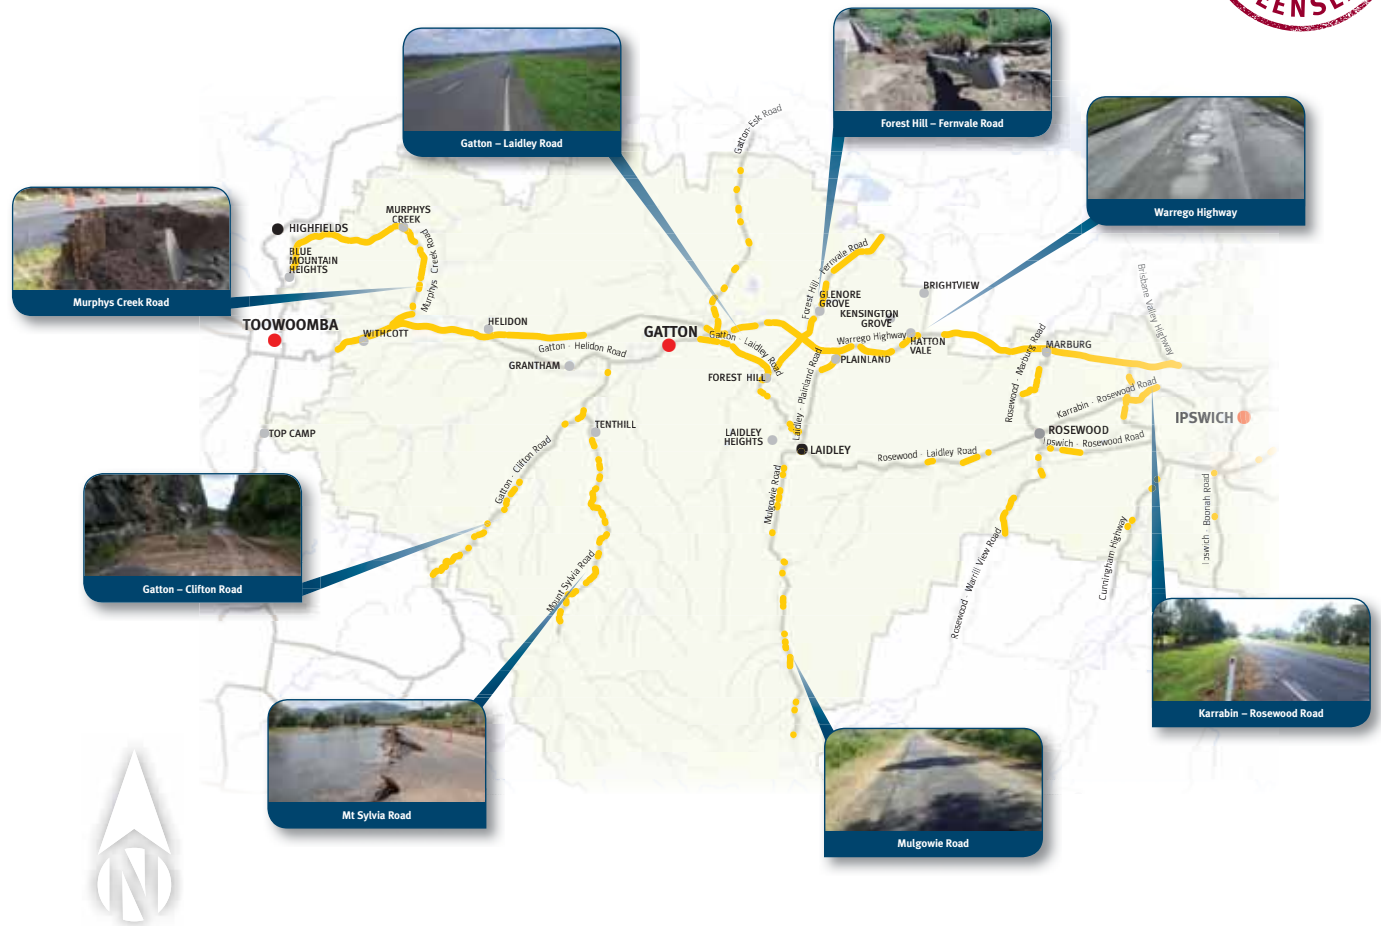 Gatton – Laidley Road
Forest Hill – Fernvale Road
Warrego Highway
Murphys Creek Road
Gatton – Clifton Road
Mt Sylvia Road
Mulgowie Road
Karrabin – Rosewood Road
Gatton-Esk Road
HIGHFIELDS
MURPHYS
CREEK
BLUE
MOUNTAIN
HEIGHTS
Murphys Creek Road
TOOWOOMBA
WITHCOTT
HELIDON
Gatton - Helidon Road
GRANTHAM
GATTON
Gatton - Laidley Road
FOREST HILL
Forest Hill - Fernvale Road
GLENORE
GROVE
KENSINGTON
GROVE
BRIGHTVIEW
Warrego Highway
HATTON
VALE
PLAINLAND
Laidley - Plainland Road
MARBURG
Rosewood - Marburg Road
Brisbane Valley Highway
Karrabin - Rosewood Road
IPSWICH
ROSEWOOD
Ipswich - Rosewood Road
TOP CAMP
TENTHILL
Gatton - Clifton Road
LAIDLEY
HEIGHTS
LAIDLEY
Rosewood - Laidley Road
Mulgowie Road
Mount Sylvia Road
Rosewood - Warrill View Road
Cunningham Highway
Ipswich - Boonah Road
N